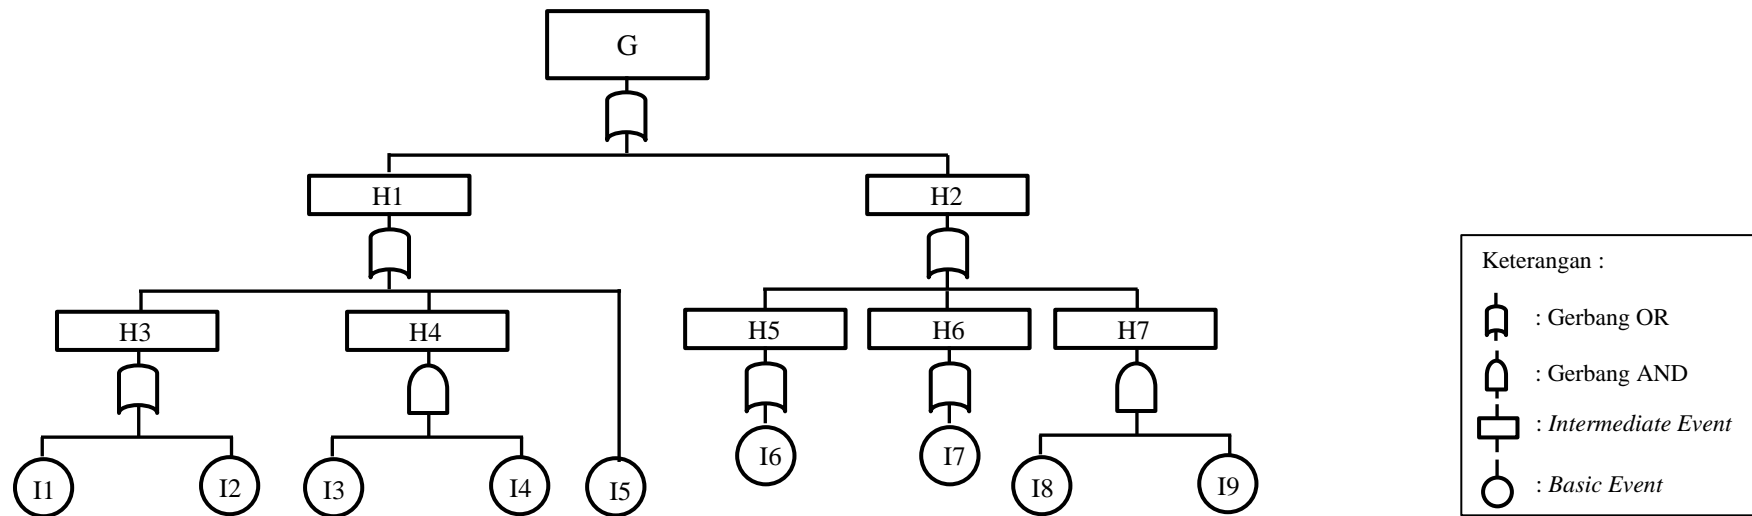 G
H1
H2
Keterangan :
H3
H4
H5
H6
H7
: Gerbang OR
: Gerbang AND
: Intermediate Event
I1
I2
I3
I4
I5
I6
I7
I8
I9
: Basic Event